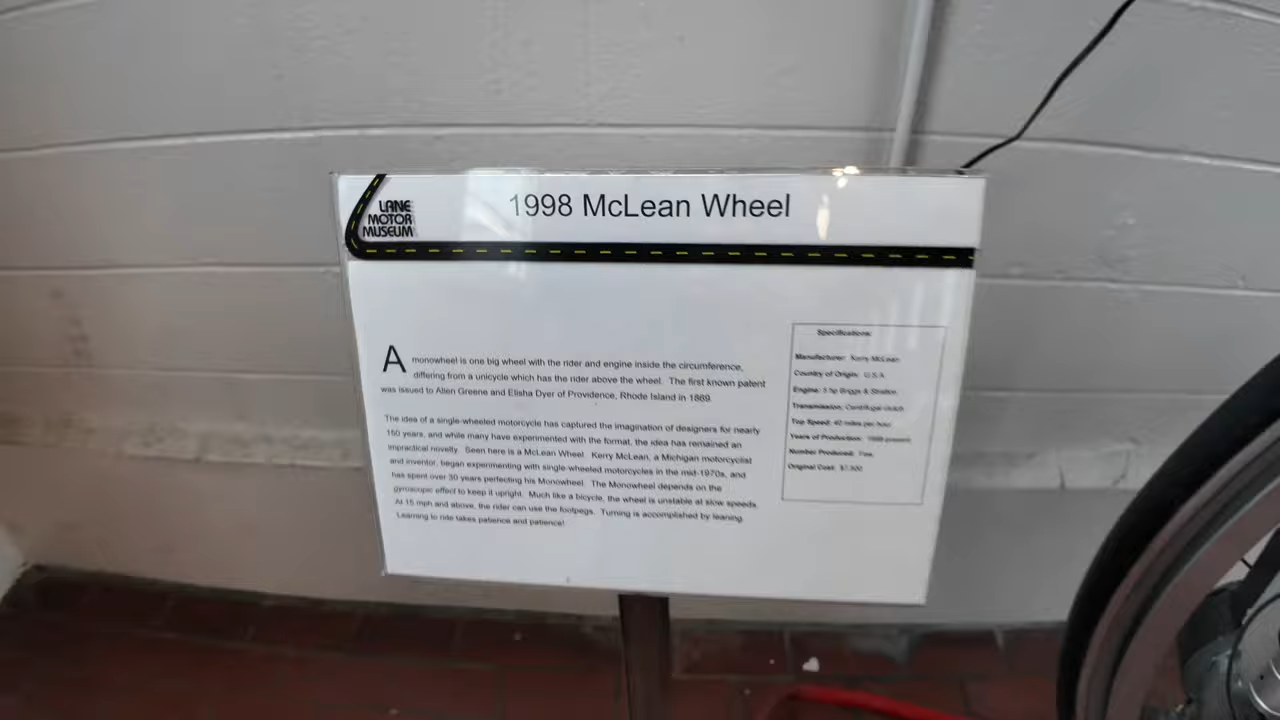 LANE
MOTOR
MUSEUM
1998 McLean Wheel
A monowheel is one big wheel with the rider and engine inside the circumference,
differing from a unicycle which has the rider above the wheel. The first known patent
was issued to Allen Greene and Elisha Dyer of Providence, Rhode Island in 1869.
The idea of a single-wheeled motorcycle has captured the imagination of designers for nearly
150 years, and while many have experimented with the format, the idea has remained an
impractical novelty. Seen here is a McLean Wheel. Kerry McLean, a Michigan motorcyclist
and inventor, began experimenting with single-wheeled motorcycles in the mid-1970s, and
has spent over 30 years perfecting his Monowheel. The Monowheel depends on the
gyroscopic effect to keep it upright. Much like a bicycle, the wheel is unstable at slow speeds.
At 15 mph and above, the rider can use the footpegs. Turning is accomplished by leaning.
Learning to ride takes patience and patience!
Specifications:
Manufacturer: Kerry McLean
Country of Origin: U.S.A.
Engine: 5 hp Briggs & Stratton
Transmission: Centrifugal clutch
Top Speed: 40 miles per hour
Years of Production: 1998-present
Number Produced: Few
Original Cost: $7,500